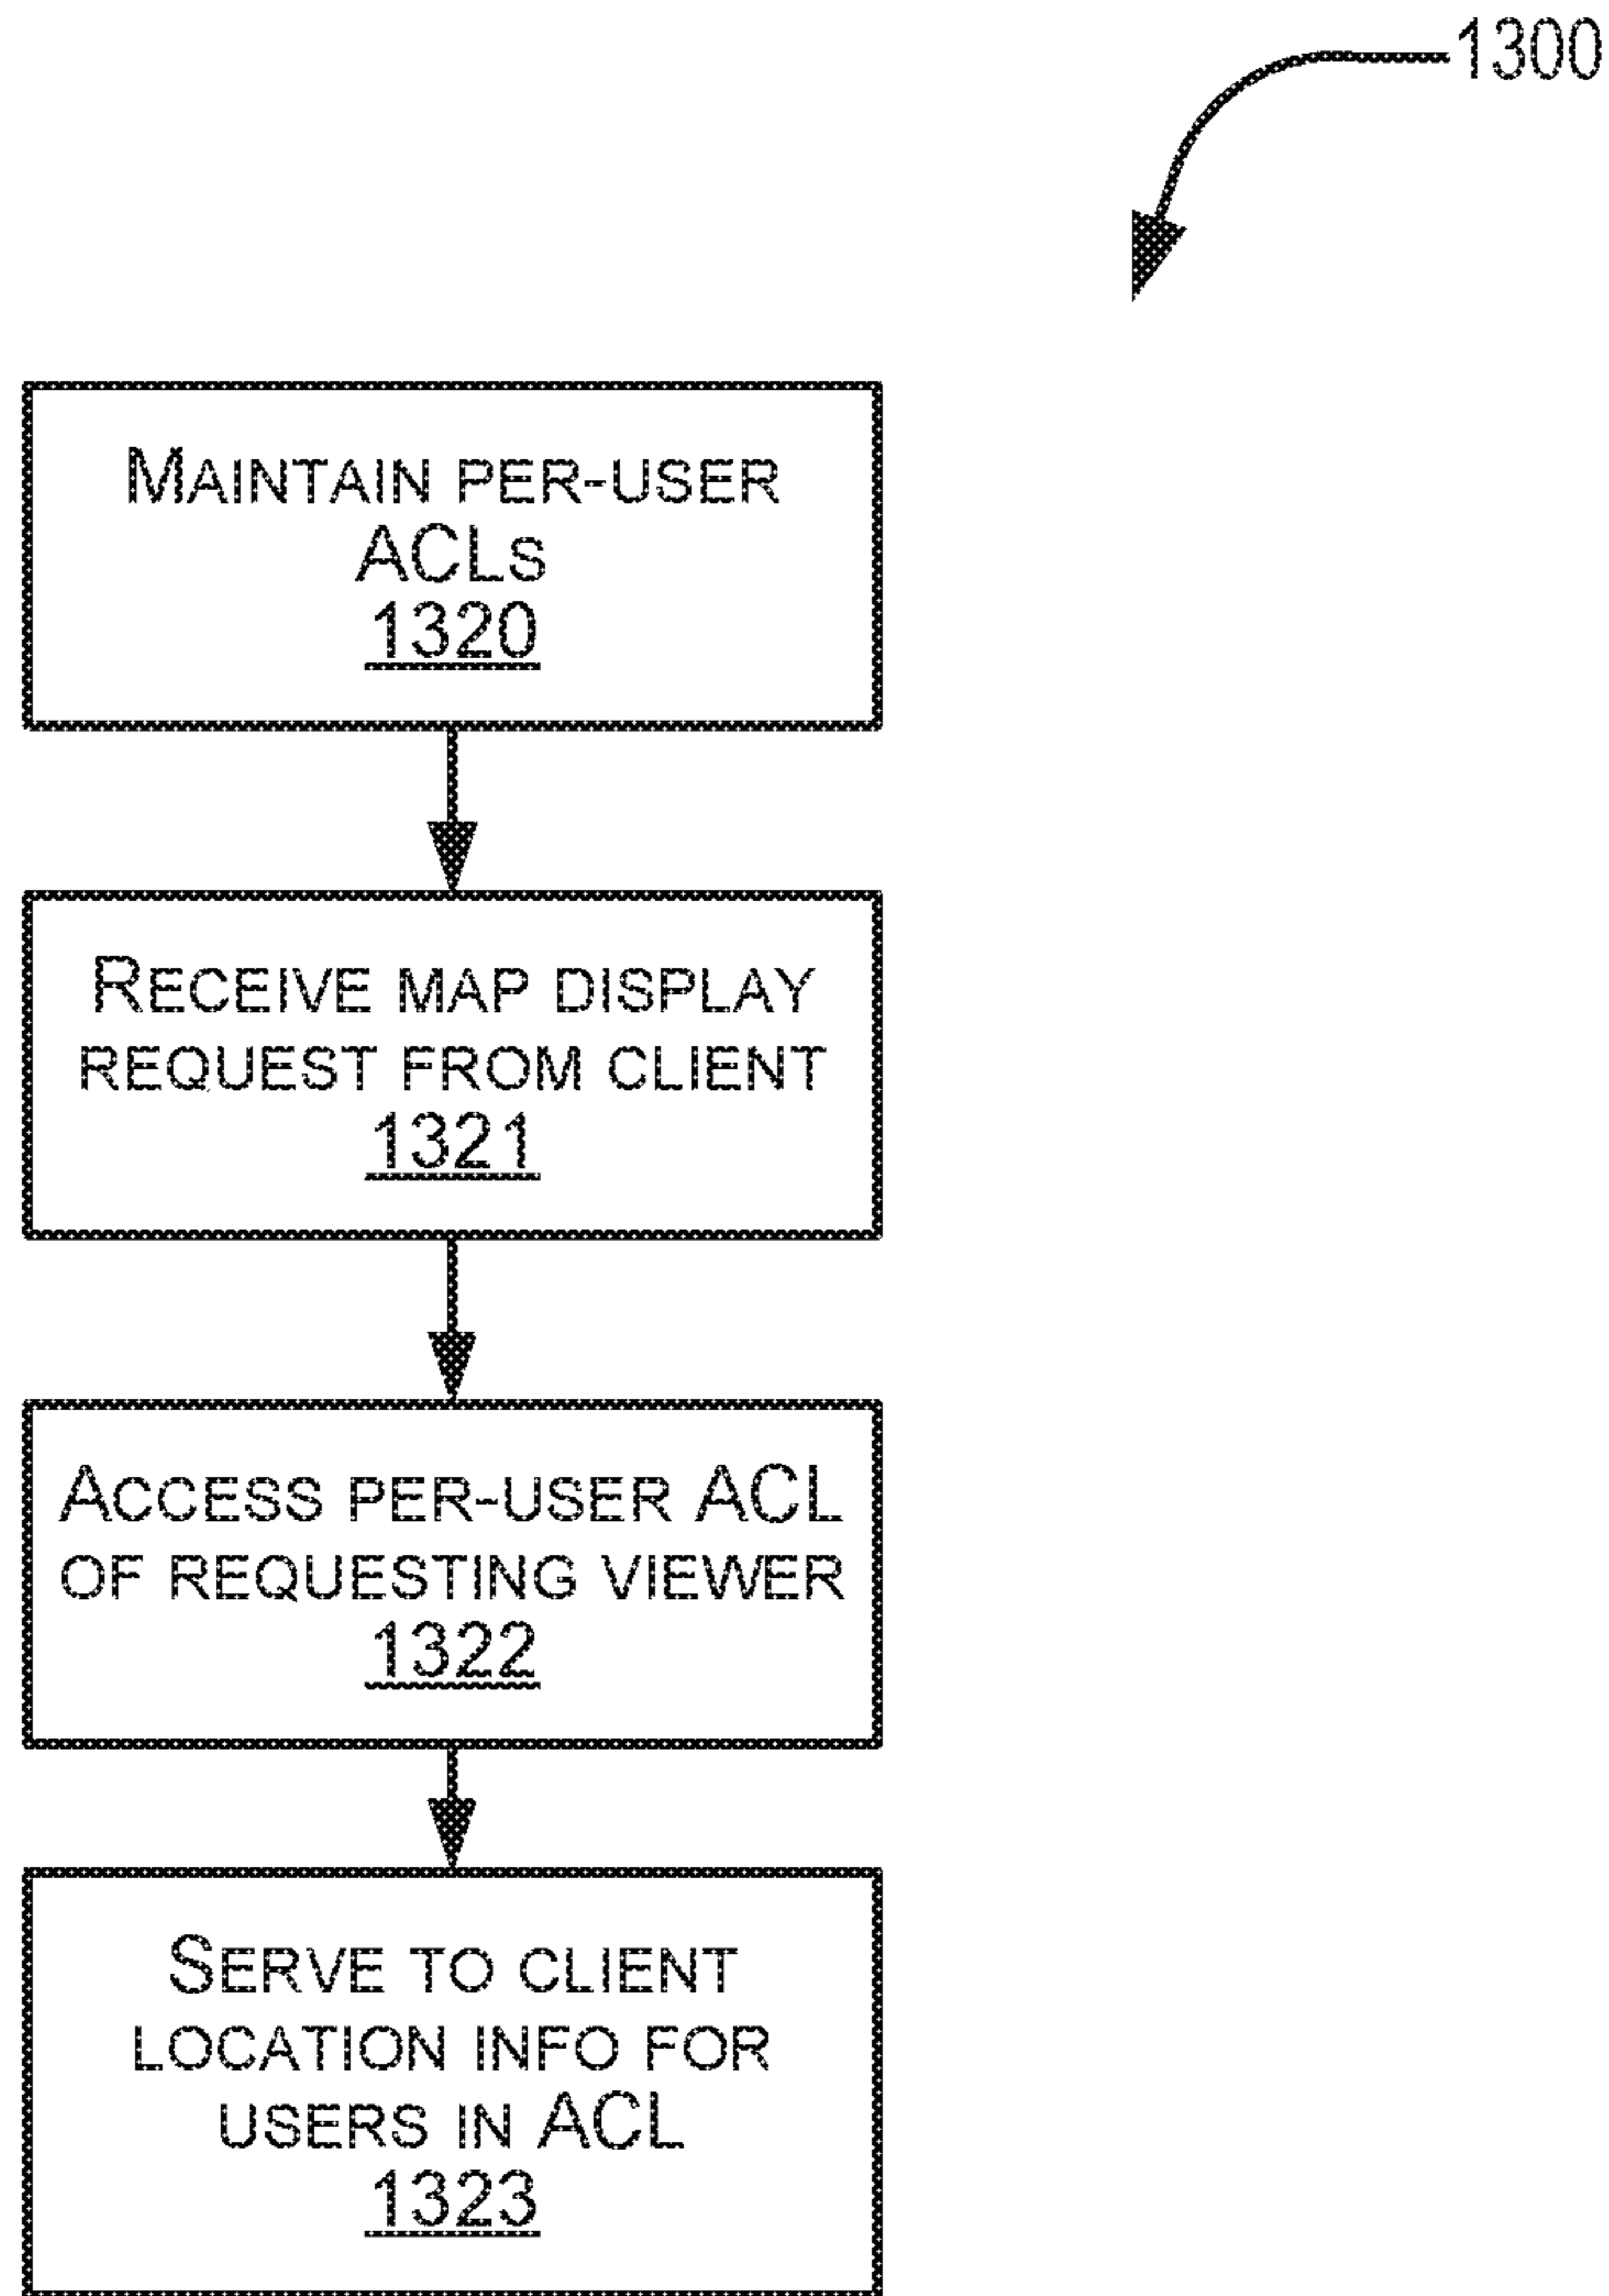 1300
MAINTAIN PER-USER
ACLS
1320
RECEIVE MAP DISPLAY
REQUEST FROM CLIENT
1321
ACCESS PER-USER ACL
OF REQUESTING VIEWER
1322
SERVE TO CLIENT
LOCATION INFO FOR
USERS IN ACL
1323